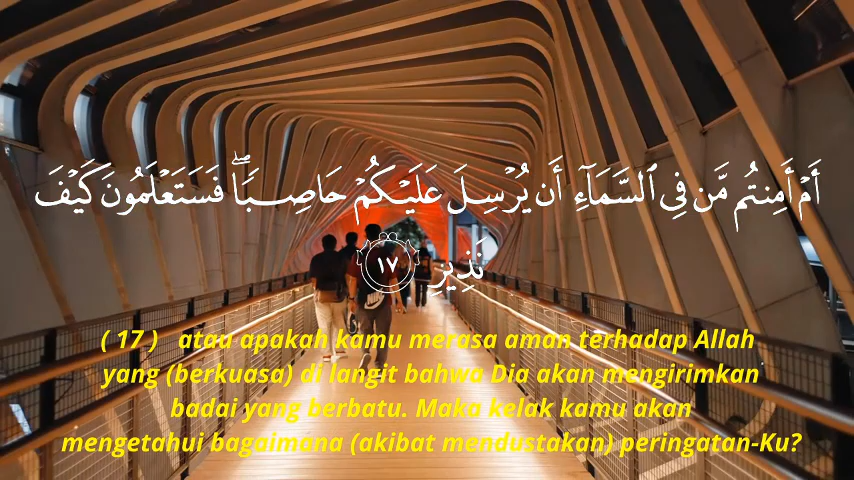 أَمْ أَمِنتُم مَّن فِي ٱلسَّمَآءِ أَن يُرْسِلَ عَلَيْكُمْ حَاصِبًا ۖ فَسَتَعْلَمُونَ كَيْفَ
نَذِيرِ ١٧
( 17 ) atau apakah kamu merasa aman terhadap Allah
yang (berkuasa) di langit bahwa Dia akan mengirimkan
badai yang berbatu. Maka kelak kamu akan
mengetahui bagaimana (akibat mendustakan) peringatan-Ku?